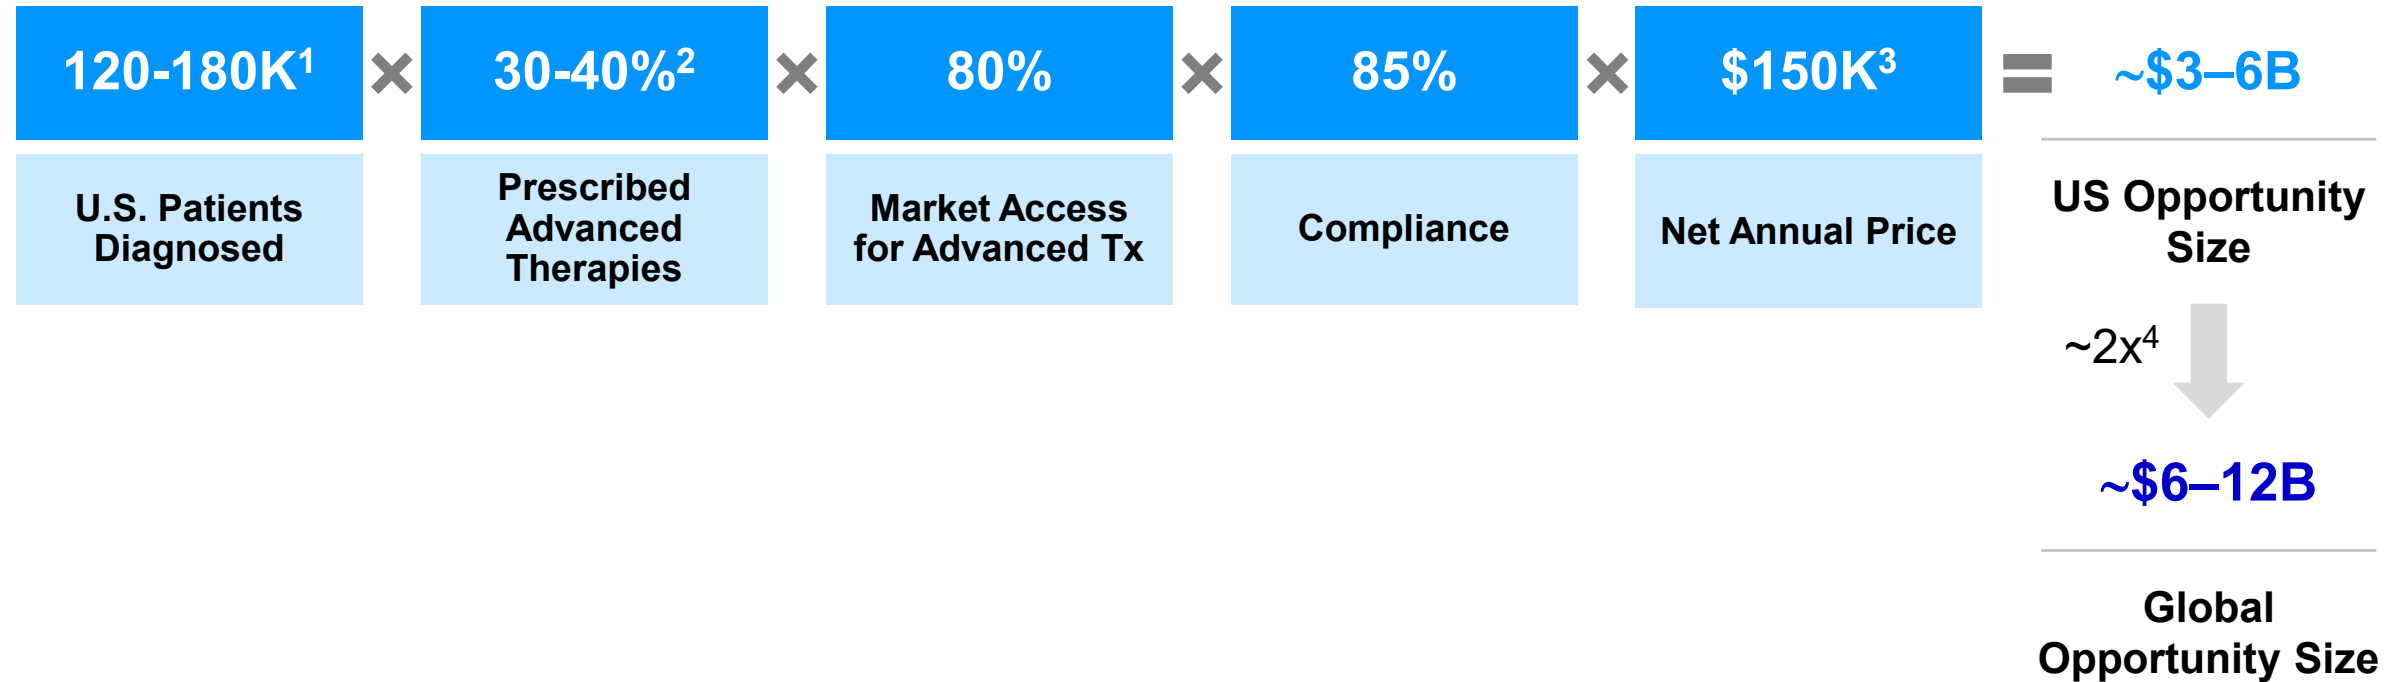 120-180K¹ × 30-40%² × 80% × 85% × $150K³ = ~$3–6B
U.S. Patients
Diagnosed
Prescribed
Advanced
Therapies
Market Access
for Advanced Tx
Compliance
Net Annual Price
US Opportunity
Size
~2x⁴
~$6–12B
Global
Opportunity Size